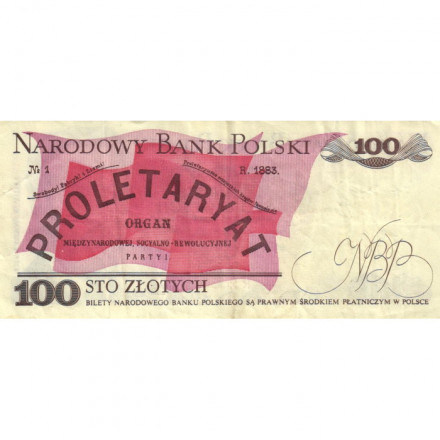 NARODOWY BANK POLSKI
100
№ 1
R. 1883.
PROLETARYAT
ORGAN
MIĘDZYNARODOWEJ, SOCYALNO-REWOLUCYJNEJ
PARTYI
NBP
100 STO ZŁOTYCH
BILETY NARODOWEGO BANKU POLSKIEGO SĄ PRAWNYM ŚRODKIEM PŁATNICZYM W POLSCE